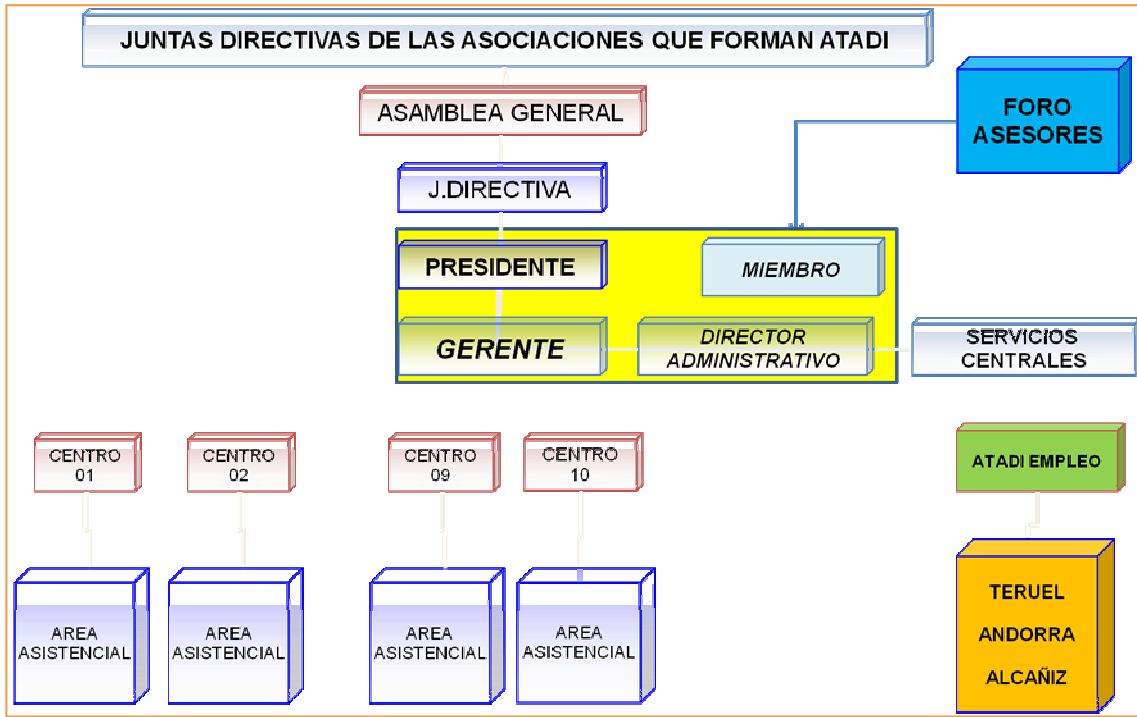 JUNTAS DIRECTIVAS DE LAS ASOCIACIONES QUE FORMAN ATADI
ASAMBLEA GENERAL
FORO
ASESORES
J.DIRECTIVA
PRESIDENTE
MIEMBRO
GERENTE
DIRECTOR
ADMINISTRATIVO
SERVICIOS
CENTRALES
CENTRO
01
CENTRO
02
CENTRO
09
CENTRO
10
ATADI EMPLEO
AREA
ASISTENCIAL
AREA
ASISTENCIAL
AREA
ASISTENCIAL
AREA
ASISTENCIAL
TERUEL
ANDORRA
ALCAÑIZ